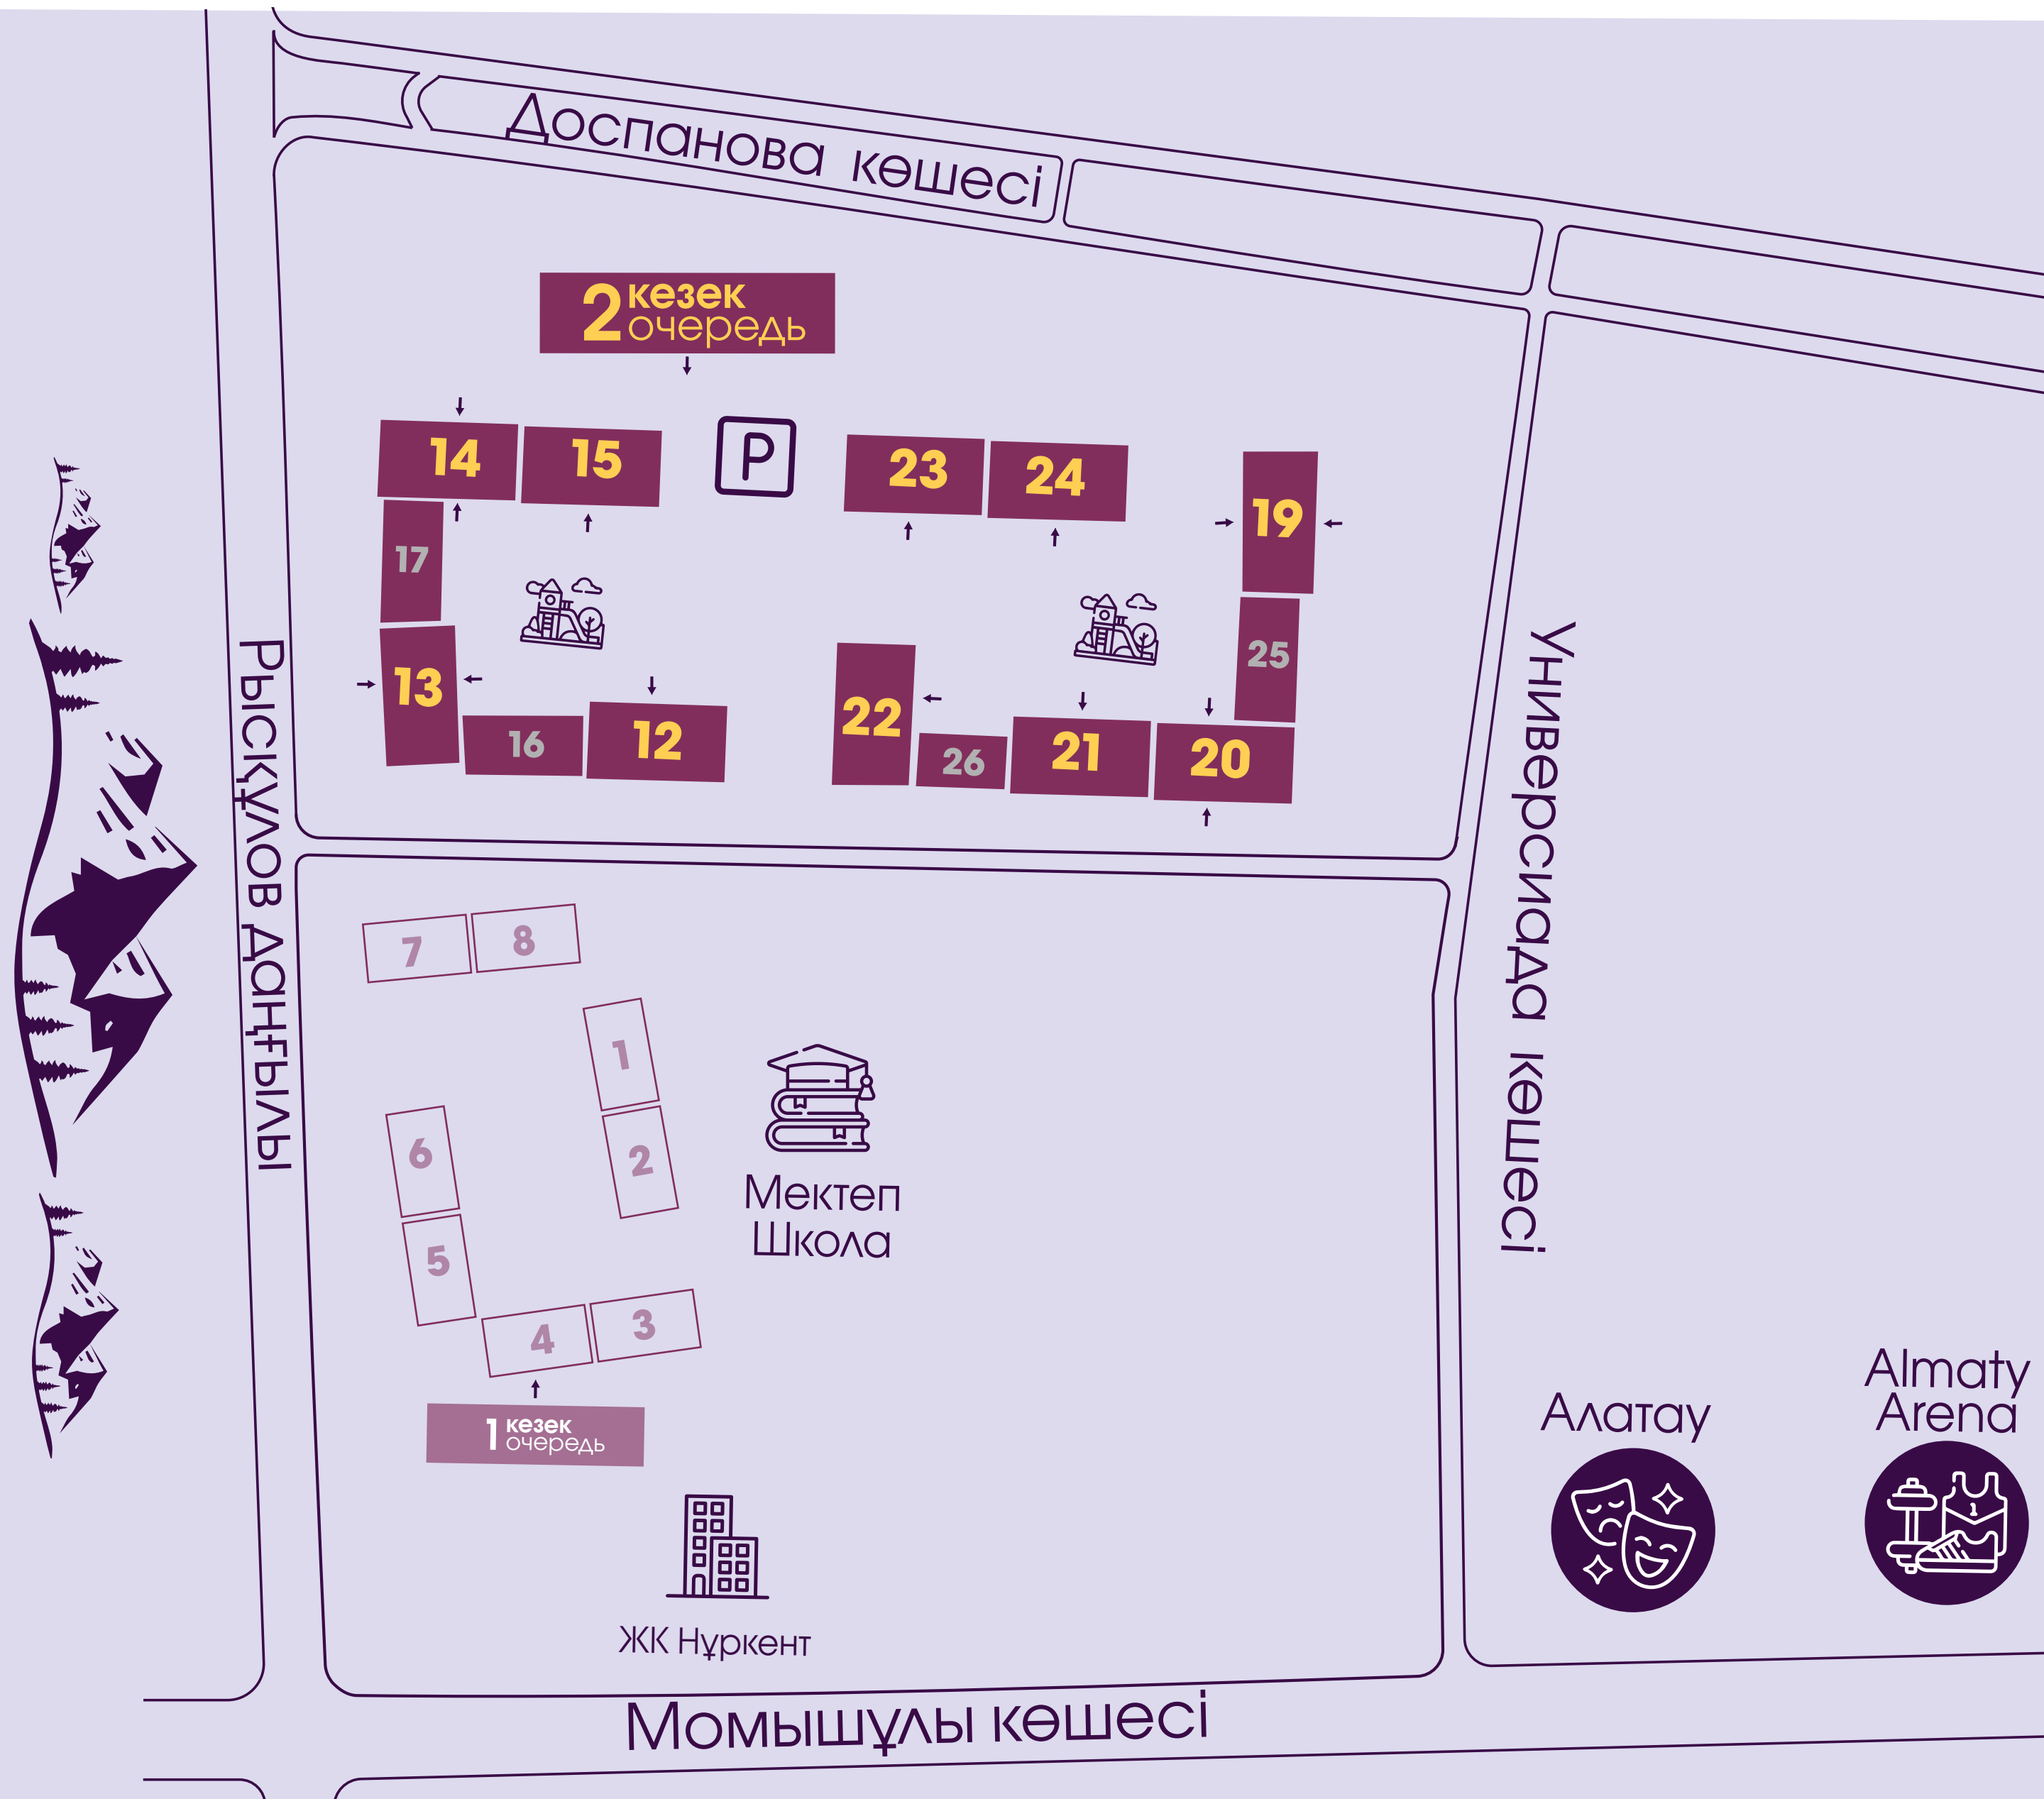 Доспанова көшесі
2 кезек
очередь
14
15
P
23
24
19
17
25
13
16
12
22
26
21
20
Рысқұлов даңғылы
Универсиада көшесі
7
8
1
6
2
5
4
3
Мектеп
Школа
1 кезек
очередь
ЖК Нұркент
Алатау
Almaty
Arena
Момышұлы көшесі